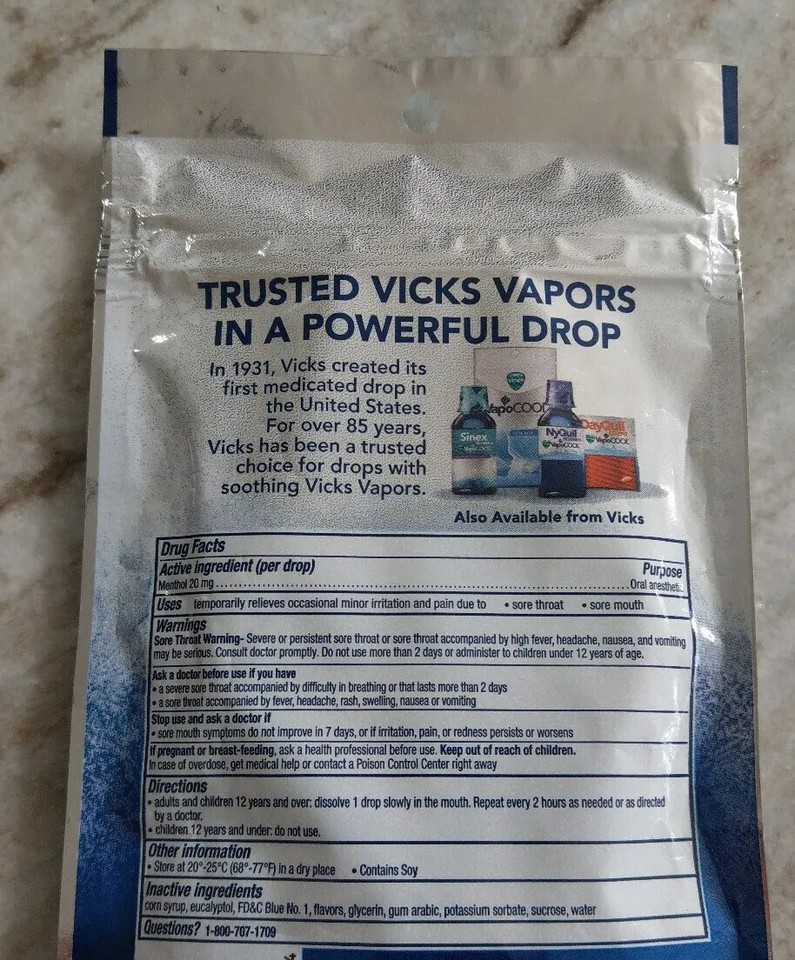 TRUSTED VICKS VAPORS
IN A POWERFUL DROP
In 1931, Vicks created its
first medicated drop in
the United States.
For over 85 years,
Vicks has been a trusted
choice for drops with
soothing Vicks Vapors.
VICKS
VapoCOOL
Sinex
VapoCOOL
NyQuil
VapoCOOL
DayQuil
VapoCOOL
Also Available from Vicks
Drug Facts
Active ingredient (per drop) Purpose
Menthol 20 mg Oral anesthetic
Uses temporarily relieves occasional minor irritation and pain due to • sore throat • sore mouth
Warnings
Sore Throat Warning- Severe or persistent sore throat or sore throat accompanied by high fever, headache, nausea, and vomiting
may be serious. Consult doctor promptly. Do not use more than 2 days or administer to children under 12 years of age.
Ask a doctor before use if you have
• a severe sore throat accompanied by difficulty in breathing or that lasts more than 2 days
• a sore throat accompanied by fever, headache, rash, swelling, nausea or vomiting
Stop use and ask a doctor if
• sore mouth symptoms do not improve in 7 days, or if irritation, pain, or redness persists or worsens
If pregnant or breast-feeding, ask a health professional before use. Keep out of reach of children.
In case of overdose, get medical help or contact a Poison Control Center right away
Directions
• adults and children 12 years and over: dissolve 1 drop slowly in the mouth. Repeat every 2 hours as needed or as directed
by a doctor.
• children 12 years and under: do not use.
Other information
• Store at 20°-25°C (68°-77°F) in a dry place • Contains Soy
Inactive ingredients
corn syrup, eucalyptol, FD&C Blue No. 1, flavors, glycerin, gum arabic, potassium sorbate, sucrose, water
Questions? 1-800-707-1709